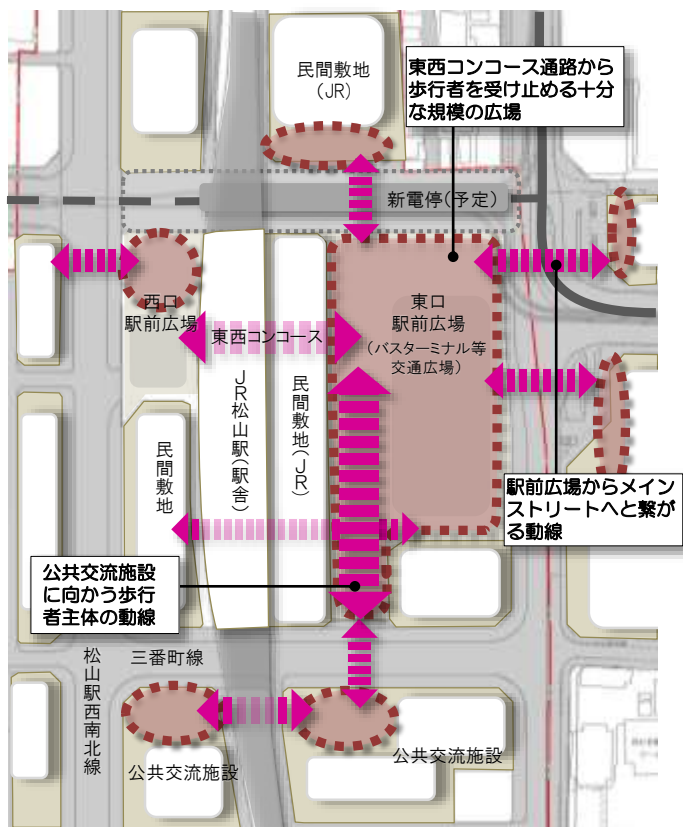 民間敷地
(JR)
東西コンコース通路から
歩行者を受け止める十分
な規模の広場
新電停(予定)
西口
駅前広場
東西コンコース
東口
駅前広場
(バスターミナル等
交通広場)
JR松山駅(駅舎)
民間敷地(JR)
民間
敷地
駅前広場からメイン
ストリートへと繋が
る動線
公共交流施設
に向かう歩行
者主体の動線
三番町線
松山駅西南北線
公共交流施設
公共交流施設